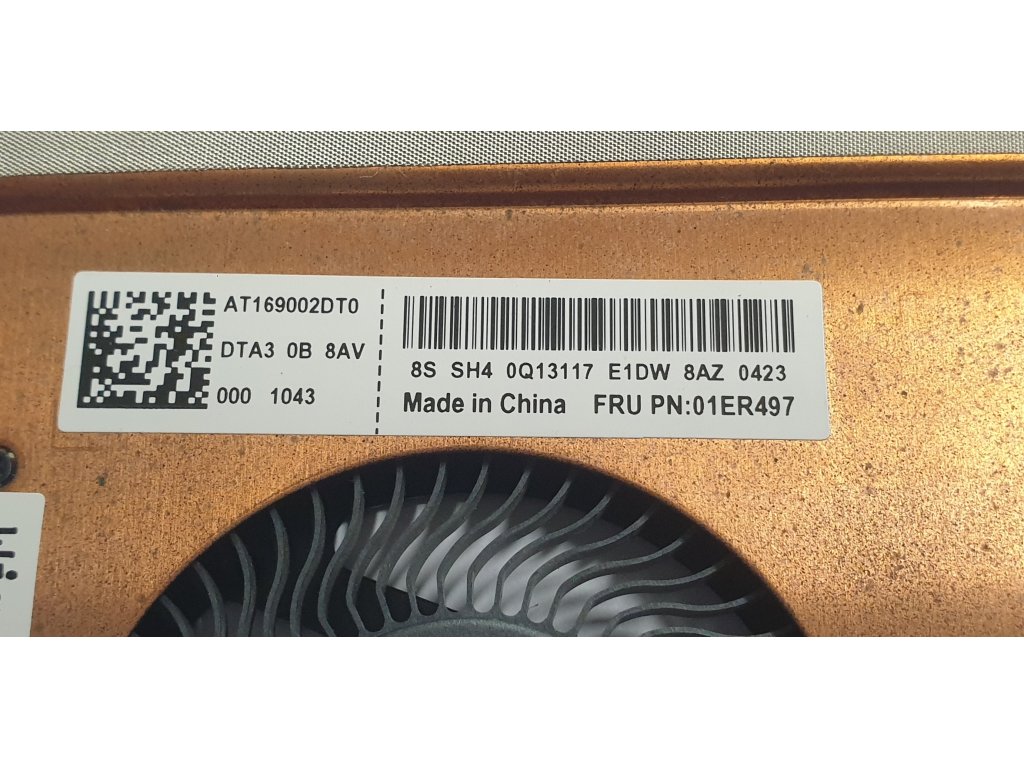 AT169002DT0
DTA3 0B 8AV
000 1043
8S SH4 0Q13117 E1DW 8AZ 0423
Made in China FRU PN:01ER497